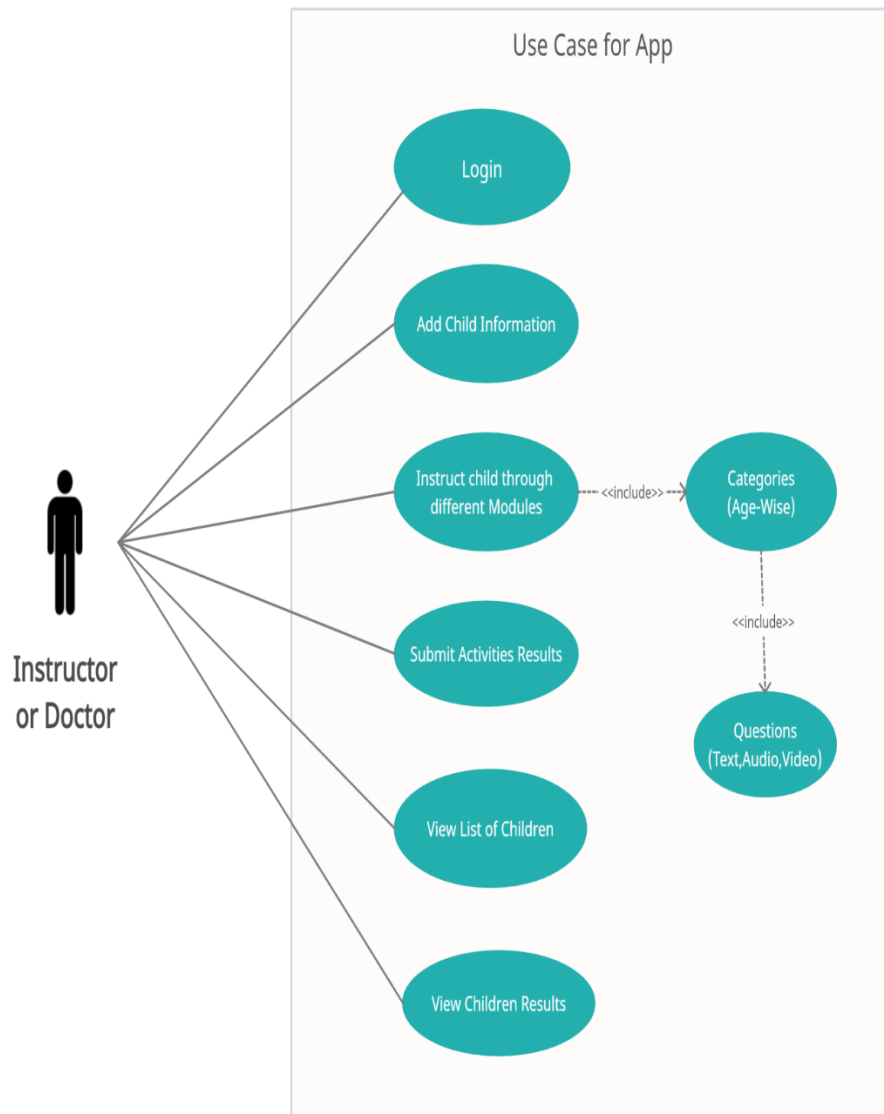 Use Case for App
Login
Add Child Information
Instruct child through
different Modules
<<include>>
Categories
(Age-Wise)
<<include>>
Instructor
or Doctor
Submit Activities Results
Questions
(Text,Audio,Video)
View List of Children
View Children Results